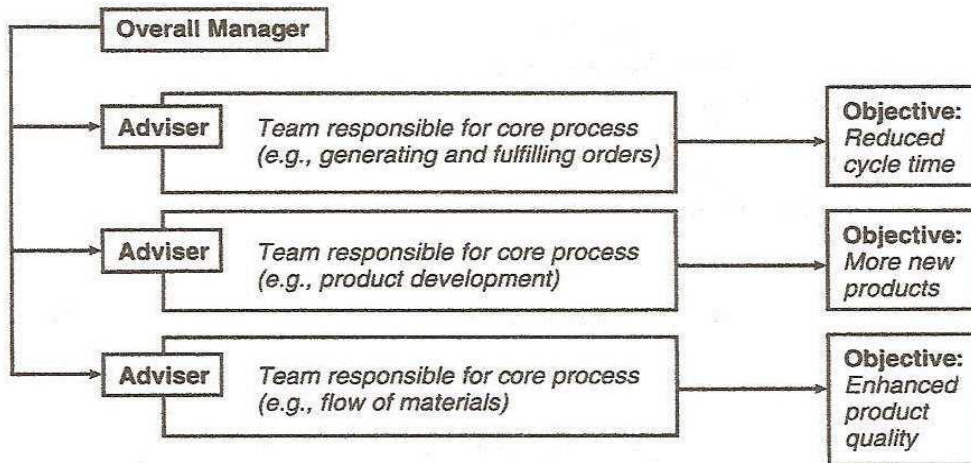 Overall Manager
Adviser
Team responsible for core process
(e.g., generating and fulfilling orders)
Objective:
Reduced
cycle time
Adviser
Team responsible for core process
(e.g., product development)
Objective:
More new
products
Adviser
Team responsible for core process
(e.g., flow of materials)
Objective:
Enhanced
product
quality